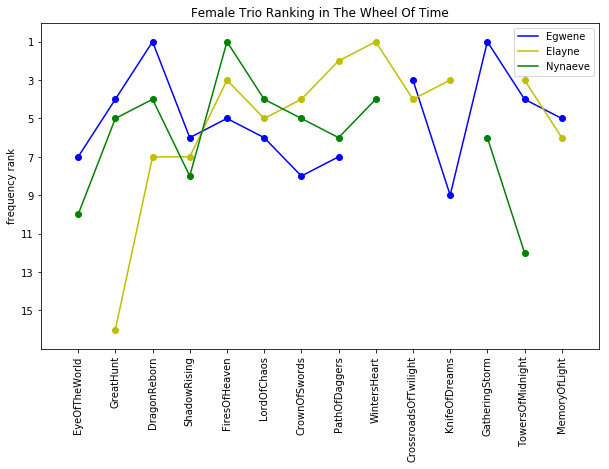 Female Trio Ranking in The Wheel Of Time
Egwene
Elayne
Nynaeve
frequency rank
1
3
5
7
9
11
13
15
EyeOfTheWorld
GreatHunt
DragonReborn
ShadowRising
FiresOfHeaven
LordOfChaos
CrownOfSwords
PathOfDaggers
WintersHeart
CrossroadsOfTwilight
KnifeOfDreams
GatheringStorm
TowersOfMidnight
MemoryOfLight